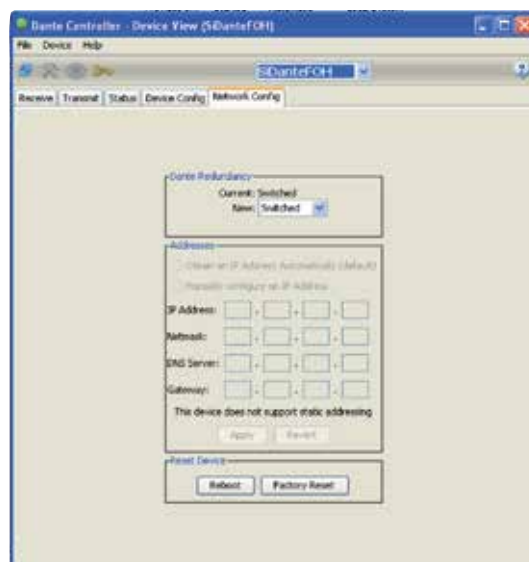 Dante Controller - Device View (SiDanteFOH)
File Device Help
SiDanteFOH
Receive Transmit Status Device Config Network Config
Dante Redundancy
Current: Switched
New: Switched
Addresses
Obtain an IP Address Automatically (default)
Manually configure an IP Address
IP Address:
Netmask:
DNS Server:
Gateway:
This device does not support static addressing
Apply Revert
Reset Device
Reboot Factory Reset